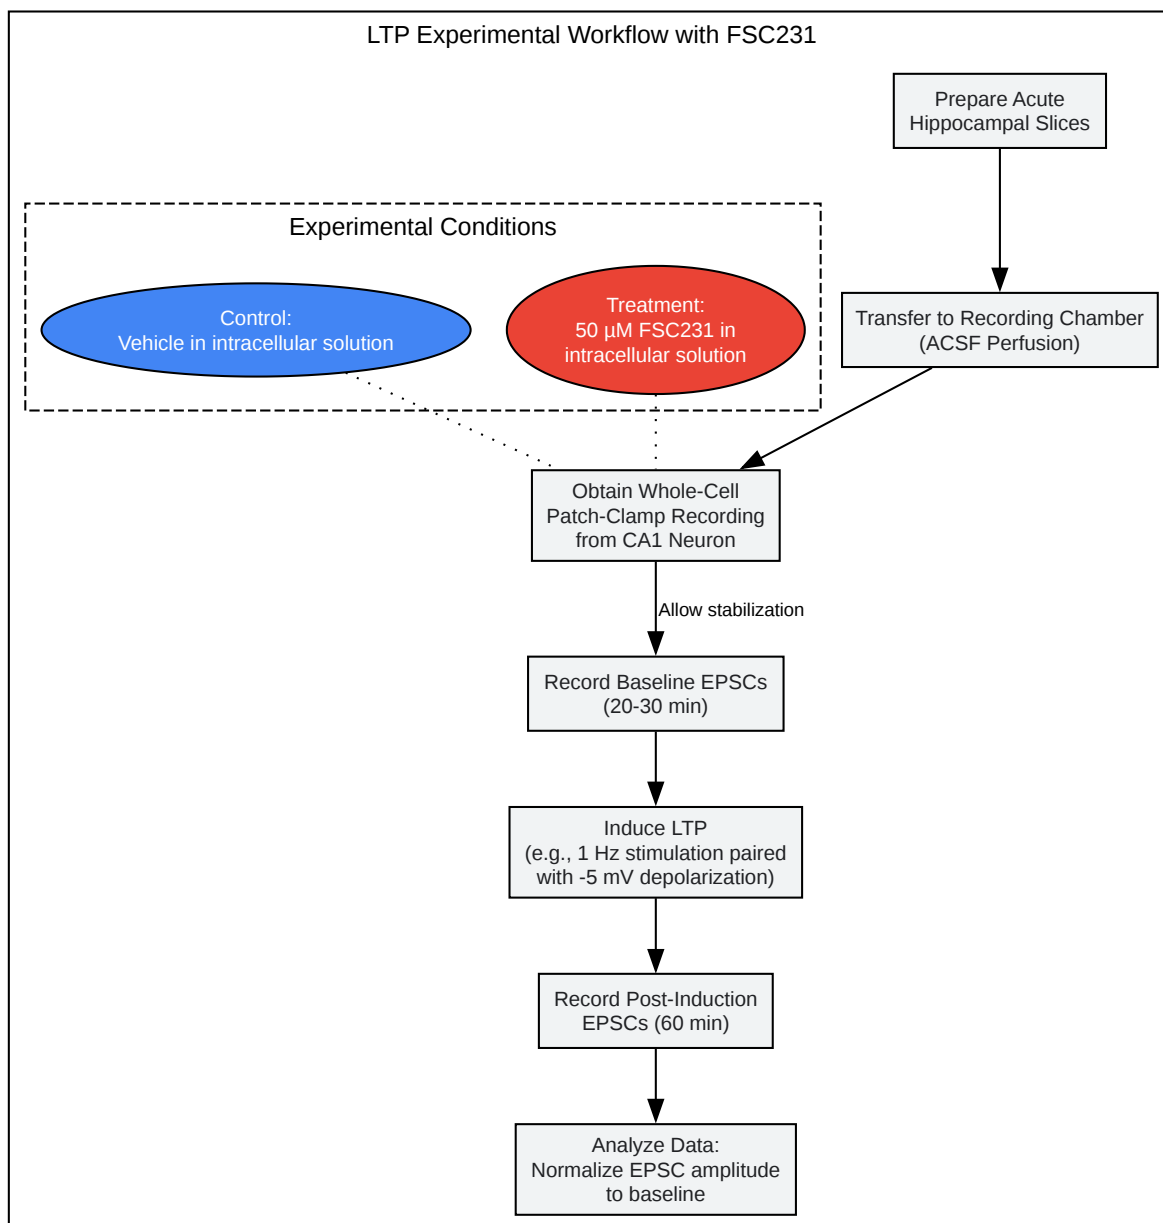 LTP Experimental Workflow with FSC231
Prepare Acute
Hippocampal Slices
Experimental Conditions
Control:
Vehicle in intracellular solution
Treatment:
50 µM FSC231 in
intracellular solution
Transfer to Recording Chamber
(ACSF Perfusion)
Obtain Whole-Cell
Patch-Clamp Recording
from CA1 Neuron
Allow stabilization
Record Baseline EPSCs
(20-30 min)
Induce LTP
(e.g., 1 Hz stimulation paired
with -5 mV depolarization)
Record Post-Induction
EPSCs (60 min)
Analyze Data:
Normalize EPSC amplitude
to baseline